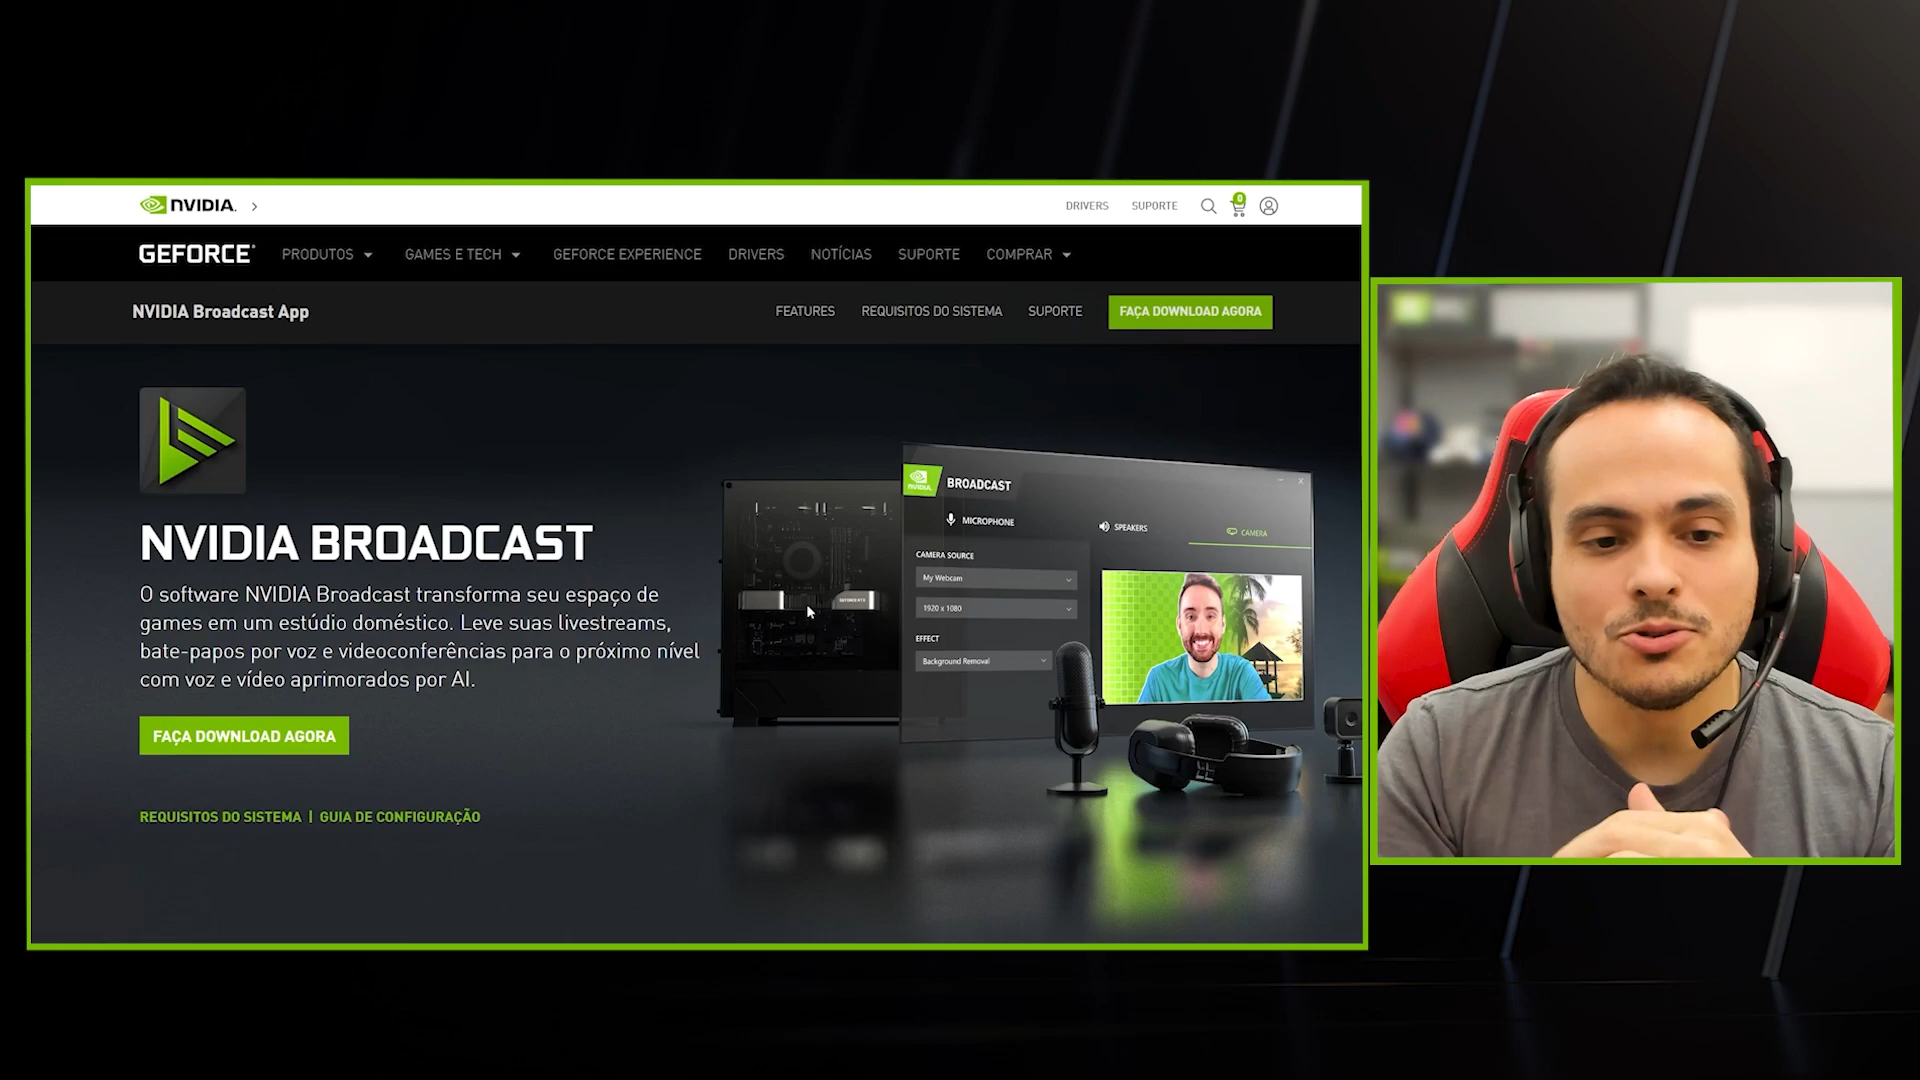 NVIDIA.
DRIVERS
SUPORTE
0
GEFORCE
PRODUTOS
GAMES E TECH
GEFORCE EXPERIENCE
DRIVERS
NOTÍCIAS
SUPORTE
COMPRAR
NVIDIA Broadcast App
FEATURES
REQUISITOS DO SISTEMA
SUPORTE
FAÇA DOWNLOAD AGORA
NVIDIA BROADCAST
O software NVIDIA Broadcast transforma seu espaço de
games em um estúdio doméstico. Leve suas livestreams,
bate-papos por voz e videoconferências para o próximo nível
com voz e vídeo aprimorados por AI.
FAÇA DOWNLOAD AGORA
REQUISITOS DO SISTEMA | GUIA DE CONFIGURAÇÃO
NVIDIA.
BROADCAST
MICROPHONE
SPEAKERS
CAMERA
CAMERA SOURCE
My Webcam
1920 x 1080
EFFECT
Background Removal
GEFORCE RTX